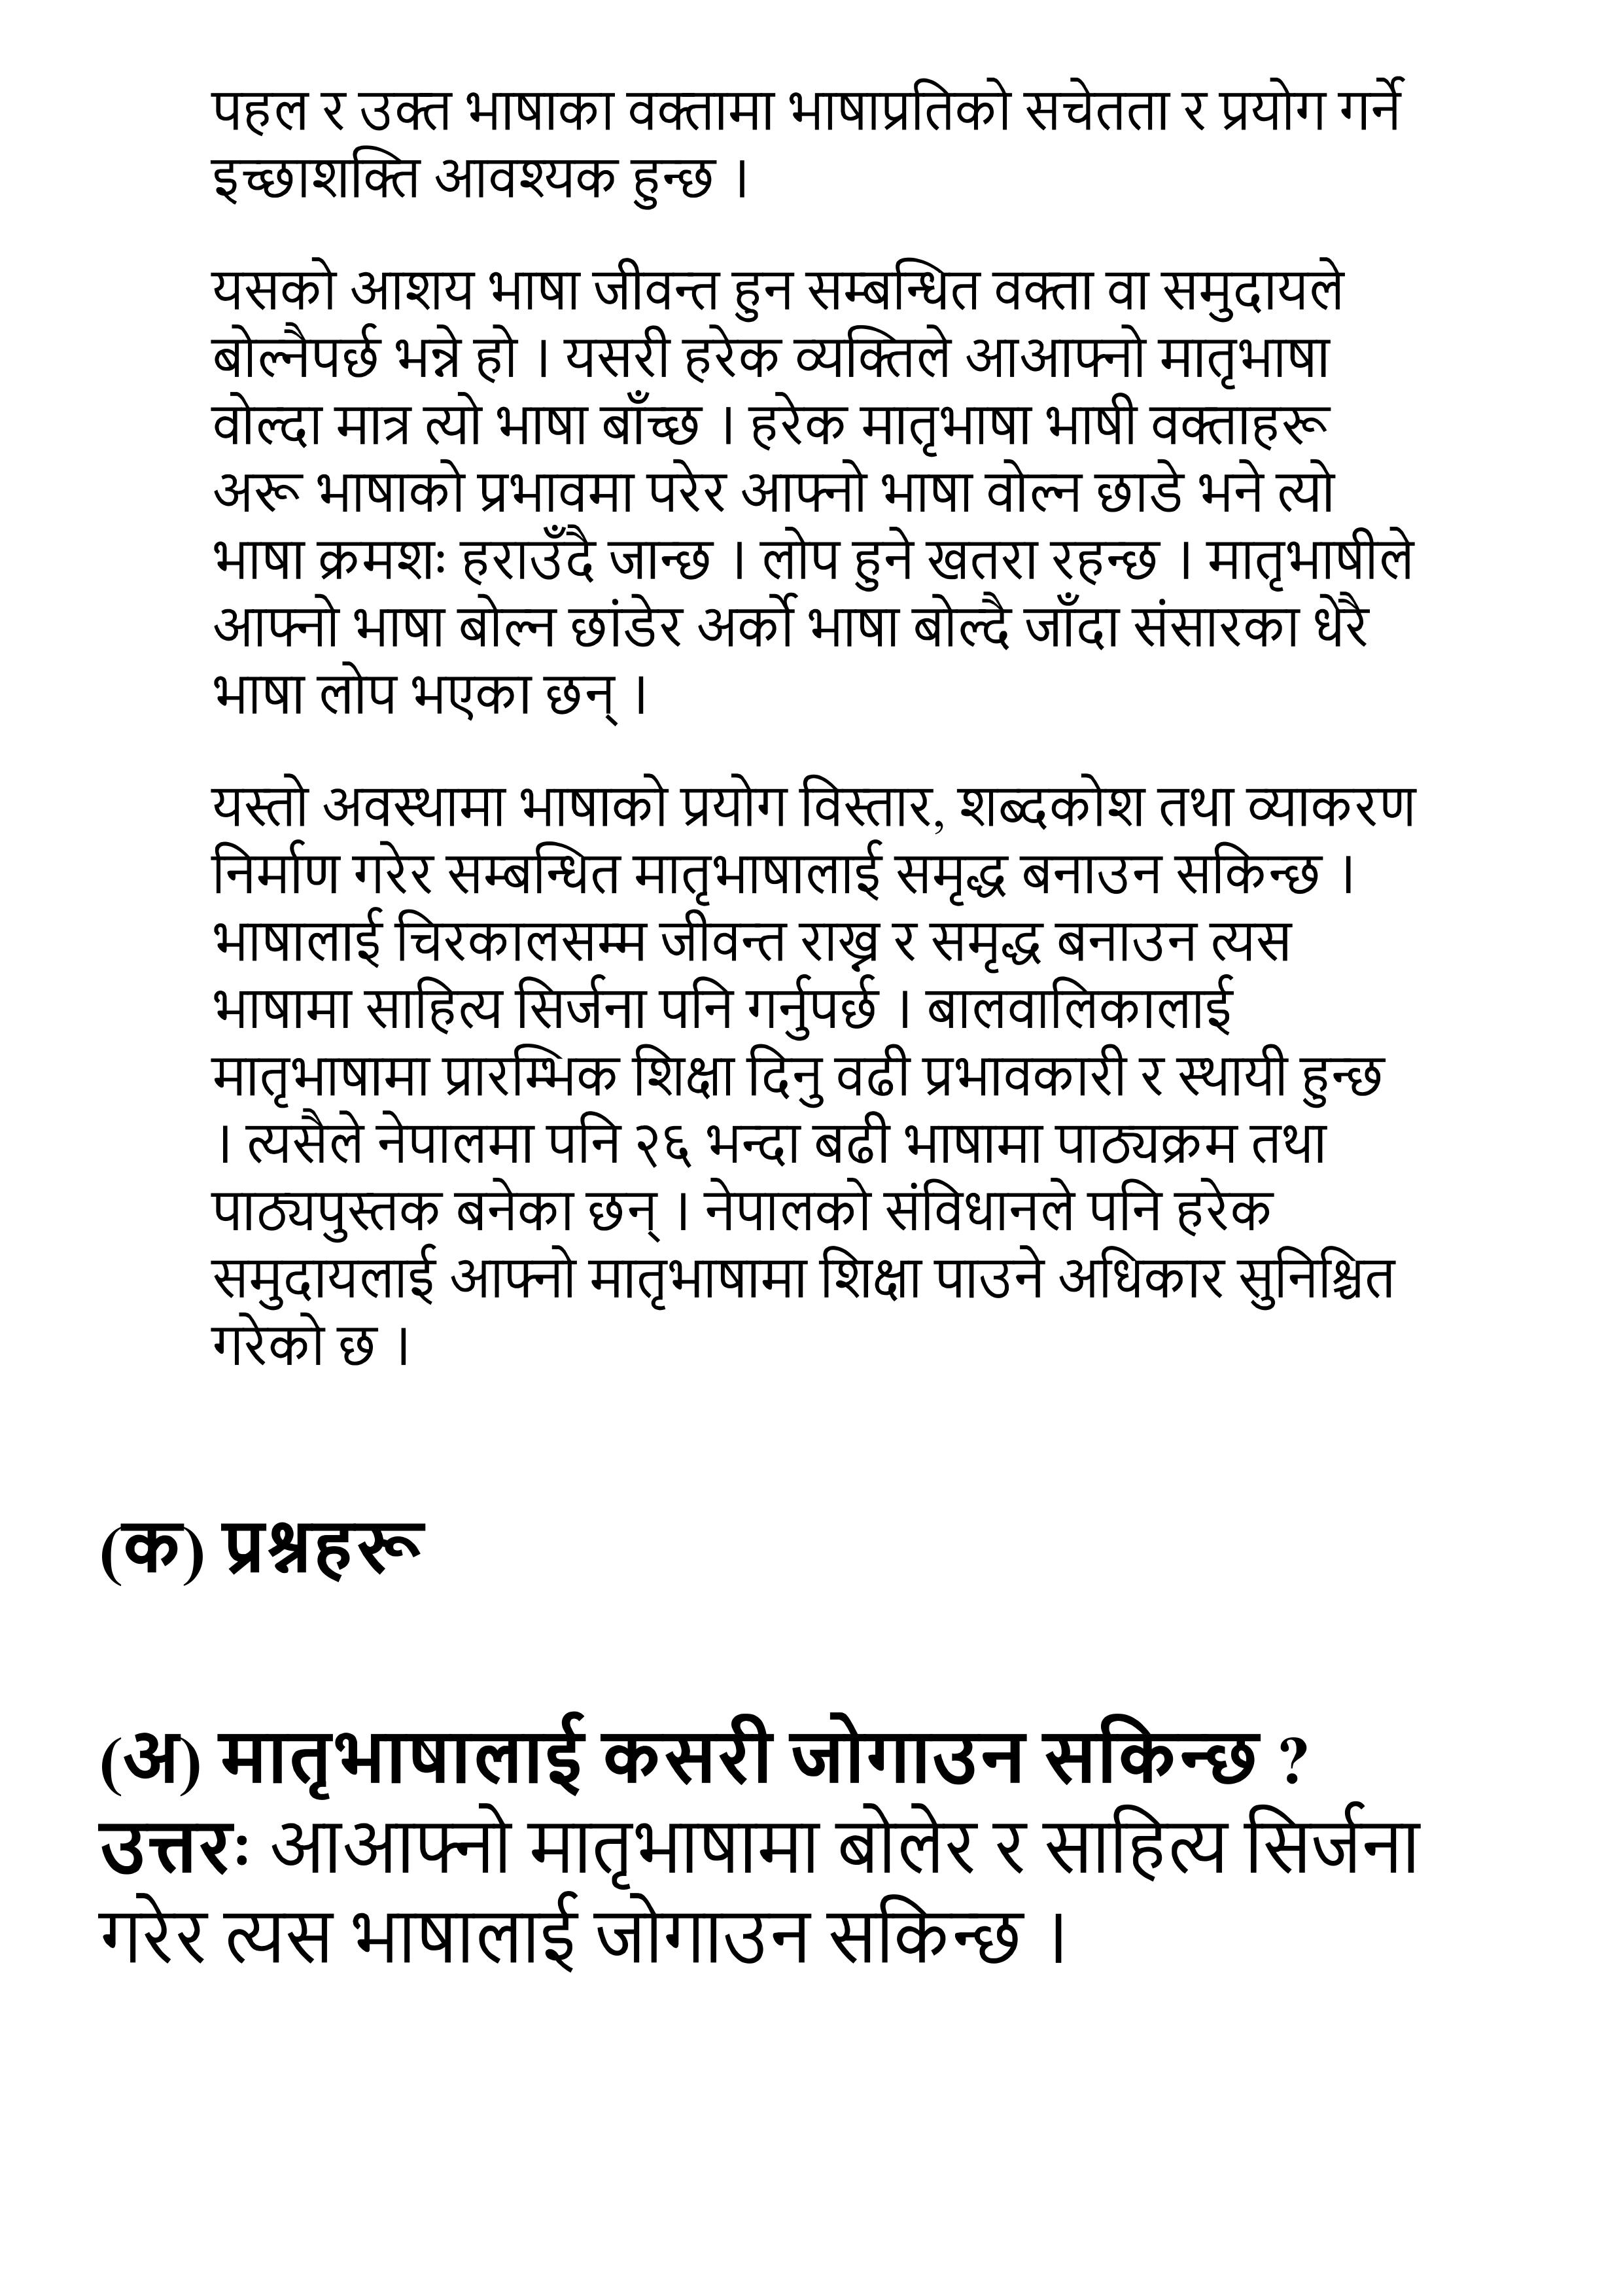 पहल र उक्त भाषाका वक्तामा भाषाप्रतिको सचेतता र प्रयोग गर्ने
इच्छाशक्ति आवश्यक हुन्छ ।
यसको आशय भाषा जीवन्त हुन सम्बन्धित वक्ता वा समुदायले
बोल्नैपर्छ भन्ने हो । यसरी हरेक व्यक्तिले आआफ्नो मातृभाषा
वोल्दा मात्र त्यो भाषा बाँच्छ । हरेक मातृभाषा भाषी वक्ताहरू
अरू भाषाको प्रभावमा परेर आफ्नो भाषा वोल्न छाडे भने त्यो
भाषा क्रमशः हराउँदै जान्छ । लोप हुने खतरा रहन्छ । मातृभाषीले
आफ्नो भाषा बोल्न छांडेर अर्को भाषा बोल्दै जाँदा संसारका धेरै
भाषा लोप भएका छन् ।
यस्तो अवस्थामा भाषाको प्रयोग विस्तार, शब्दकोश तथा व्याकरण
निर्माण गरेर सम्बन्धित मातृभाषालाई समृद्ध बनाउन सकिन्छ ।
भाषालाई चिरकालसम्म जीवन्त राख्न र समृद्ध बनाउन त्यस
भाषामा साहित्य सिर्जना पनि गर्नुपर्छ । बालवालिकालाई
मातृभाषामा प्रारम्भिक शिक्षा दिनु वढी प्रभावकारी र स्थायी हुन्छ
। त्यसैले नेपालमा पनि २६ भन्दा बढी भाषामा पाठ्यक्रम तथा
पाठ्यपुस्तक बनेका छन् । नेपालको संविधानले पनि हरेक
समुदायलाई आफ्नो मातृभाषामा शिक्षा पाउने अधिकार सुनिश्चित
गरेको छ ।
(क) प्रश्नहरू
(अ) मातृभाषालाई कसरी जोगाउन सकिन्छ ?
उत्तरः आआफ्नो मातृभाषामा बोलेर र साहित्य सिर्जना
गरेर त्यस भाषालाई जोगाउन सकिन्छ ।